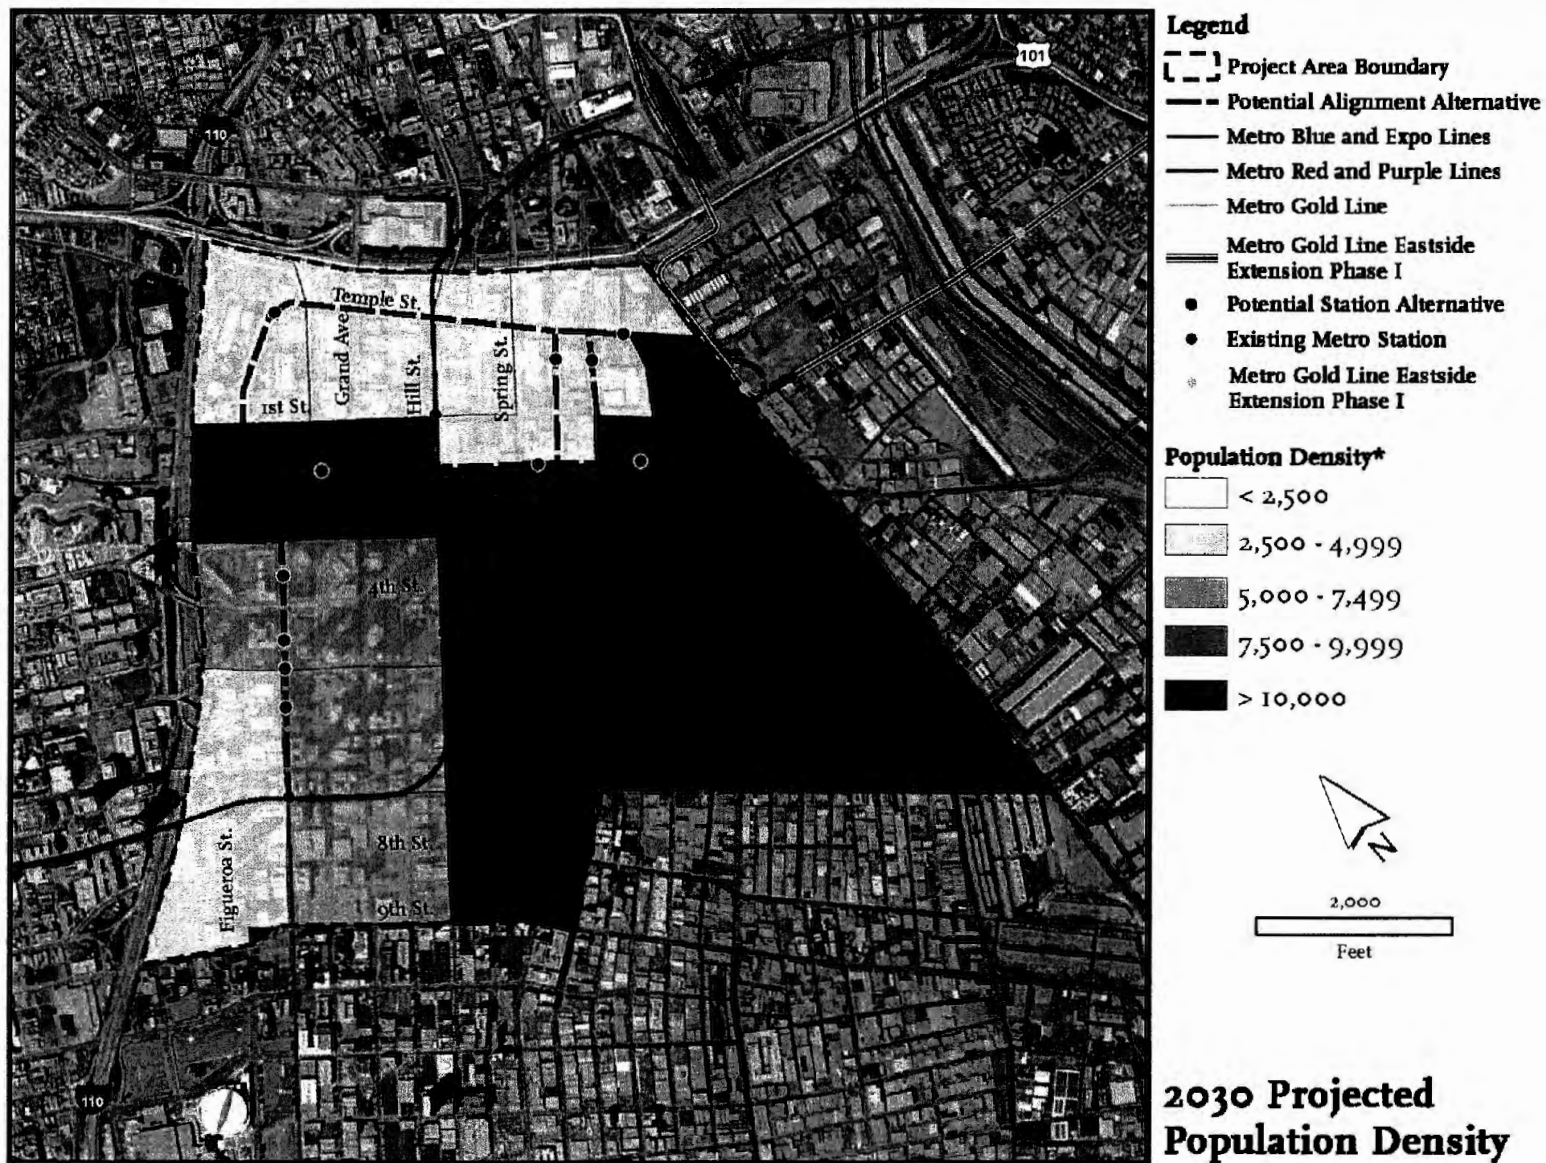 101
110
Temple St.
Grand Ave
Hill St.
Spring St.
1st St.
4th St.
Figueroa St.
8th St.
9th St.
110
Legend
Project Area Boundary
Potential Alignment Alternative
Metro Blue and Expo Lines
Metro Red and Purple Lines
Metro Gold Line
Metro Gold Line Eastside
Extension Phase I
Potential Station Alternative
Existing Metro Station
Metro Gold Line Eastside
Extension Phase I
Population Density*
< 2,500
2,500 - 4,999
5,000 - 7,499
7,500 - 9,999
> 10,000
N
2,000
Feet
2030 Projected
Population Density